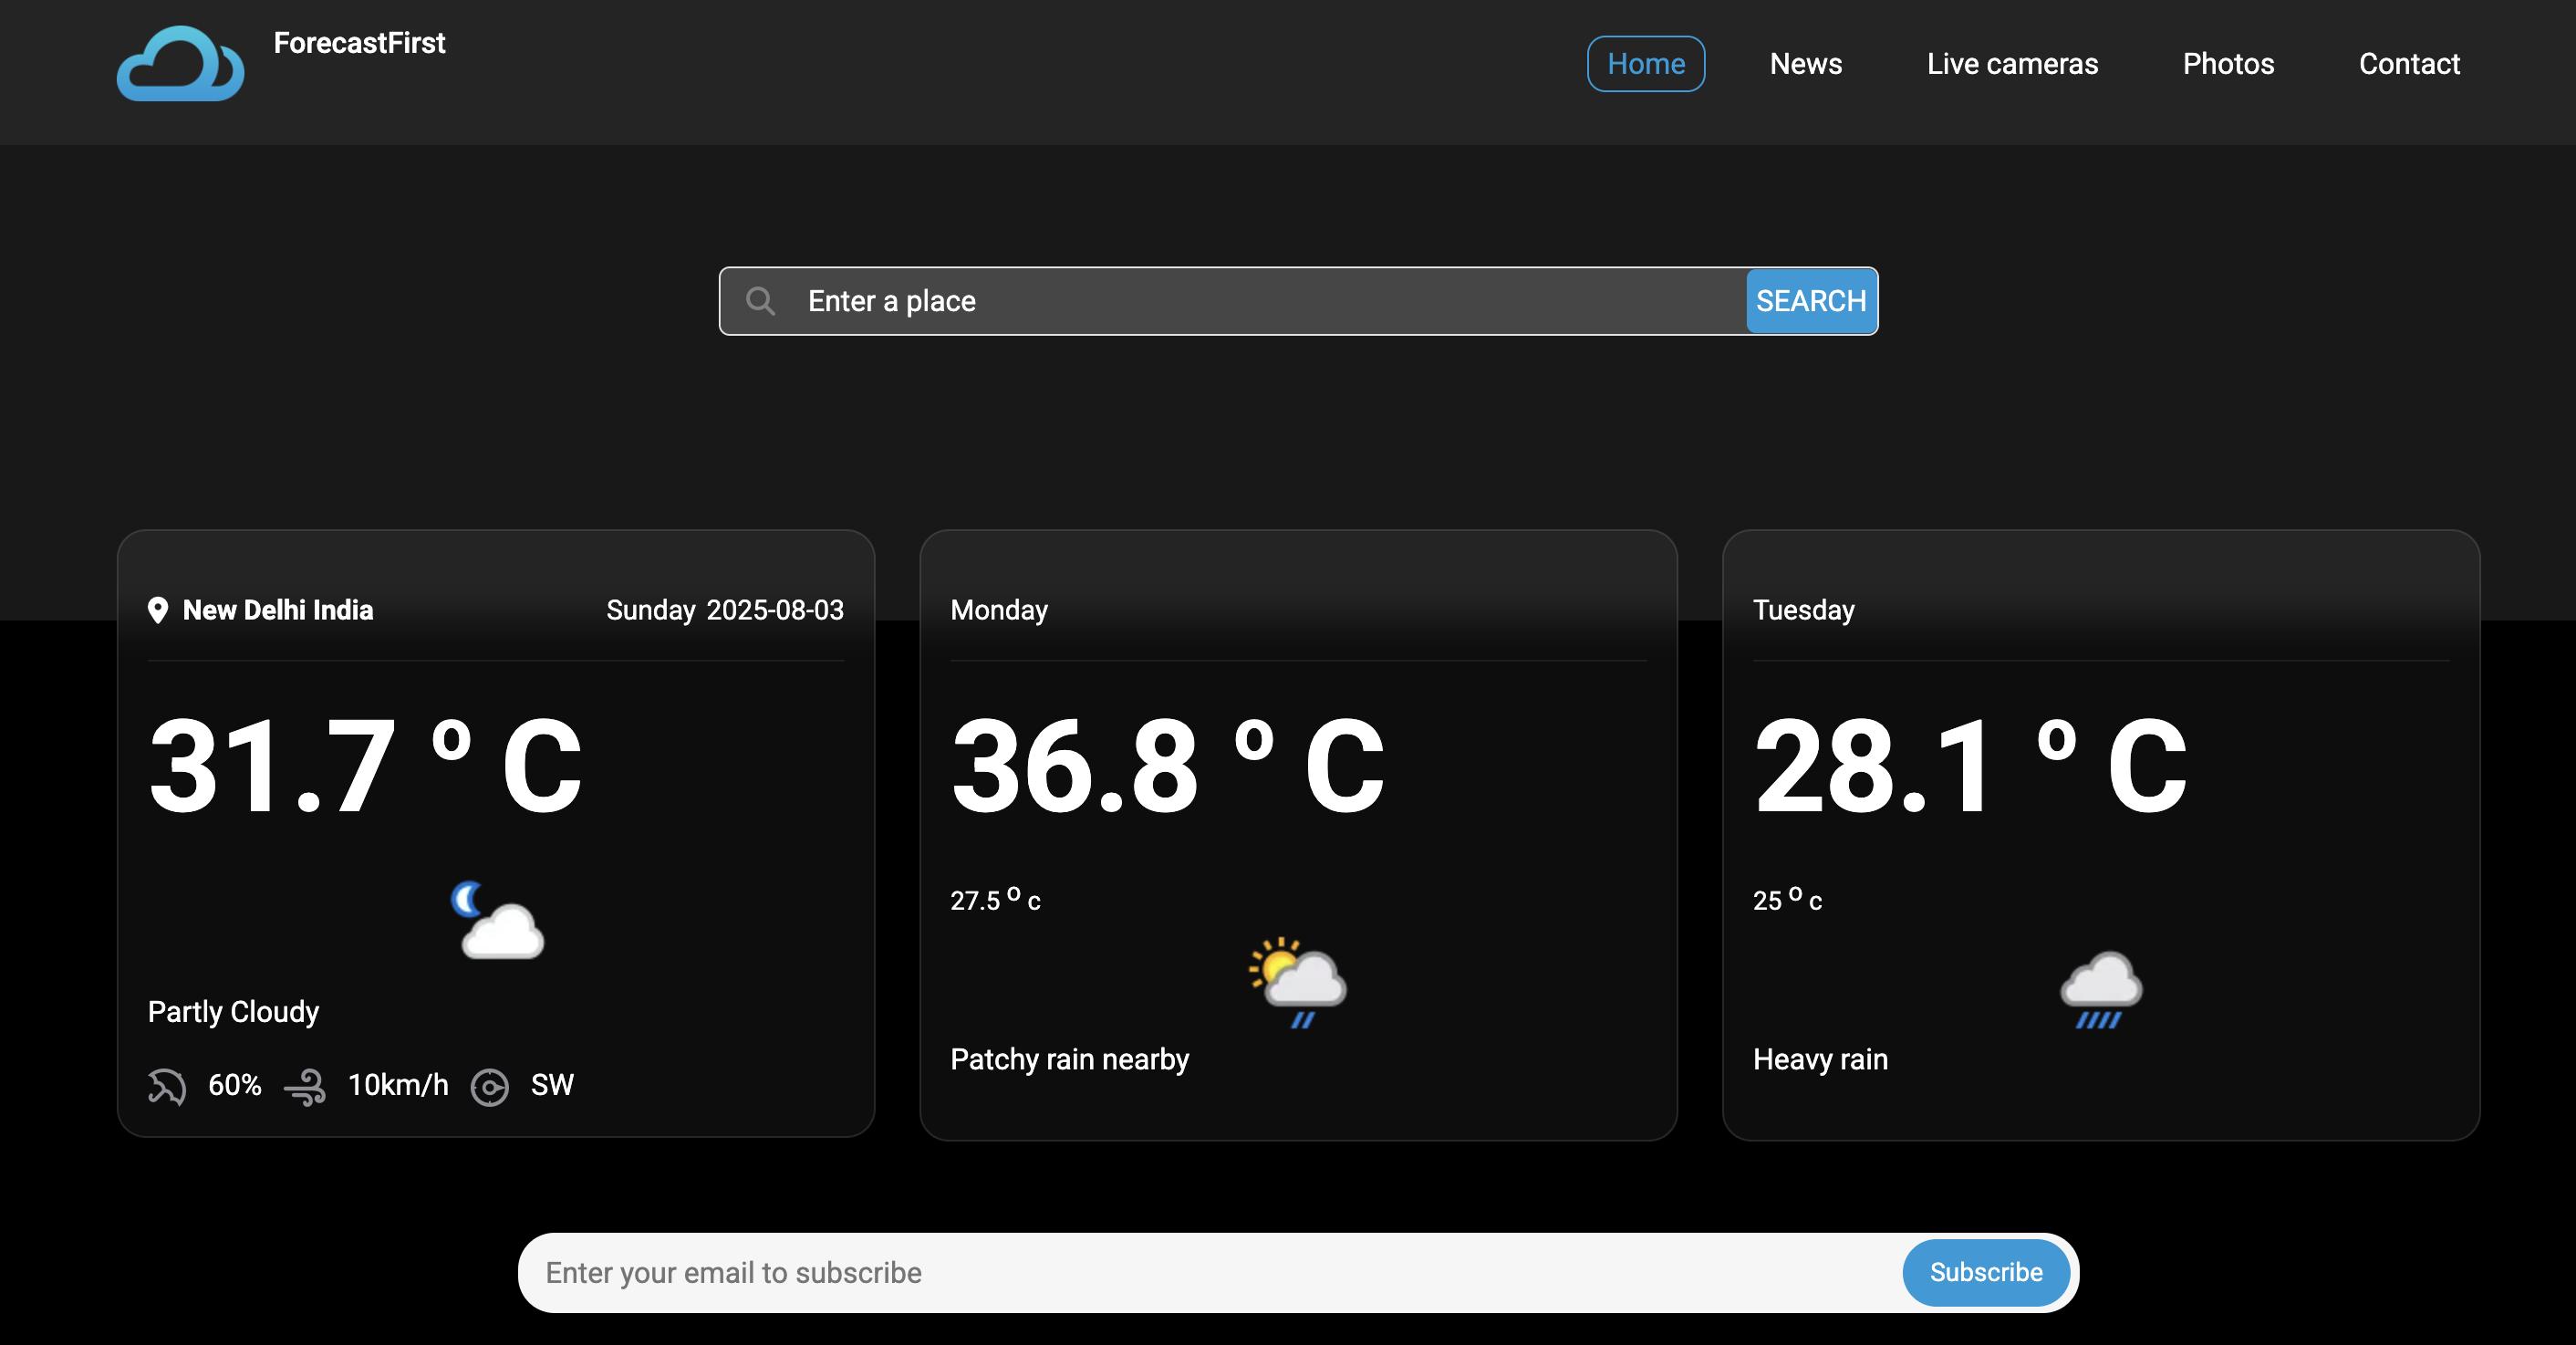 ForecastFirst
Home News Live cameras Photos Contact
Enter a place SEARCH
New Delhi India Sunday 2025-08-03
31.7 º C
Partly Cloudy
60% 10km/h SW
Monday
36.8 º C
27.5 º c
Patchy rain nearby
Tuesday
28.1 º C
25 º c
Heavy rain
Enter your email to subscribe Subscribe